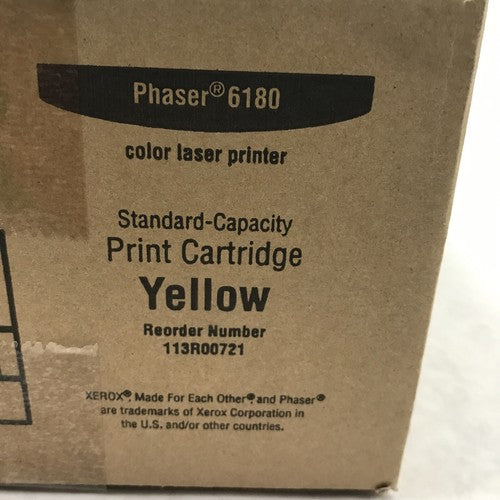 Phaser® 6180
color laser printer
Standard-Capacity
Print Cartridge
Yellow
Reorder Number
113R00721
XEROX®, Made For Each Other® and Phaser®
are trademarks of Xerox Corporation in
the U.S. and/or other countries.